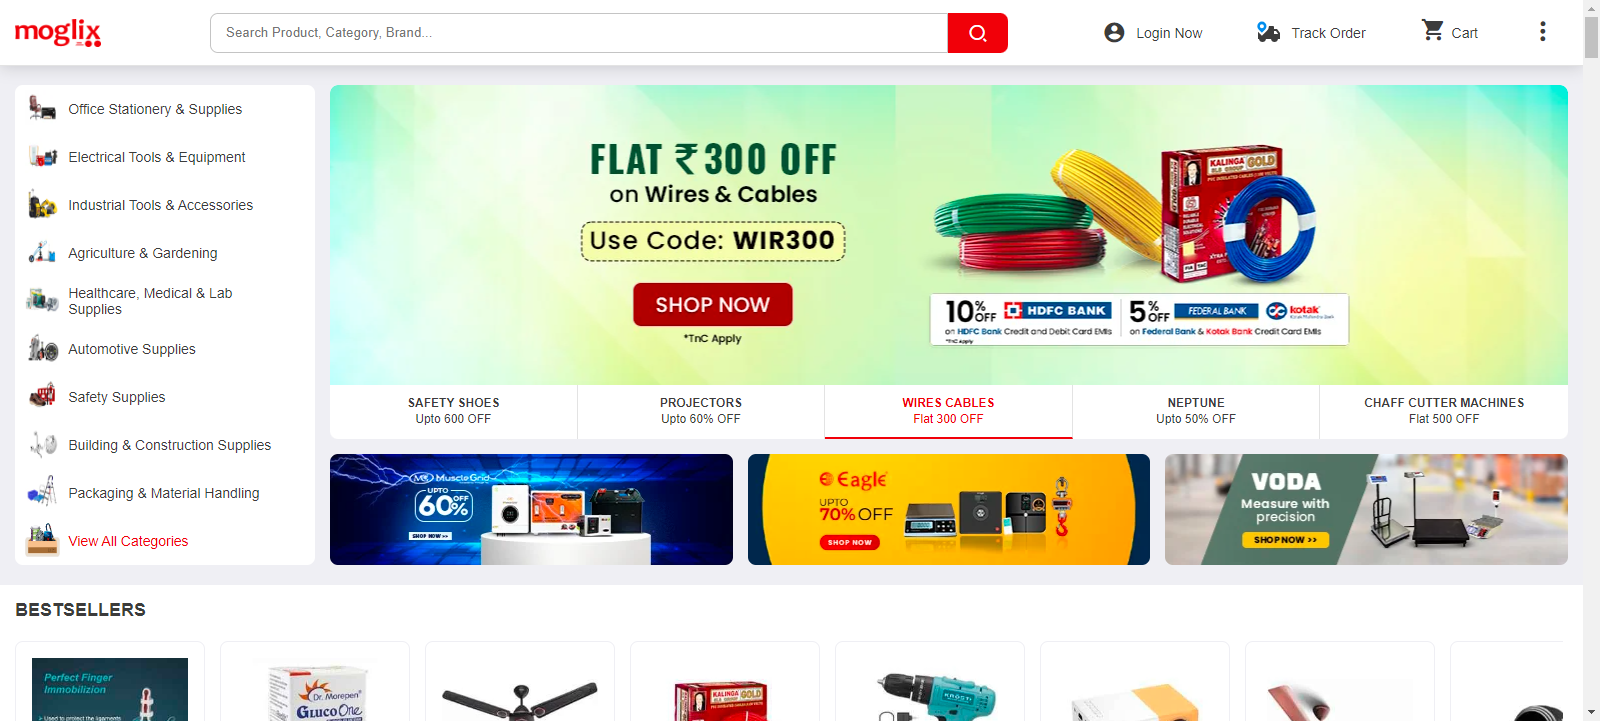 moglix
Search Product, Category, Brand...
Login Now
Track Order
Cart
Office Stationery & Supplies
Electrical Tools & Equipment
Industrial Tools & Accessories
Agriculture & Gardening
Healthcare, Medical & Lab
Supplies
Automotive Supplies
Safety Supplies
Building & Construction Supplies
Packaging & Material Handling
View All Categories
FLAT ₹300 OFF
on Wires & Cables
Use Code: WIR300
SHOP NOW
*TnC Apply
KALINGA GOLD
10% OFF HDFC BANK
on HDFC Bank Credit and Debit Card EMIs
*TnC Apply
5% OFF FEDERAL BANK kotak
on Federal Bank & Kotak Bank Credit Card EMIs
SAFETY SHOES
Upto 600 OFF
PROJECTORS
Upto 60% OFF
WIRES CABLES
Flat 300 OFF
NEPTUNE
Upto 50% OFF
CHAFF CUTTER MACHINES
Flat 500 OFF
MuscleGrid
UPTO
60% OFF
SHOP NOW >>
Eagle
UPTO
70% OFF
SHOP NOW
VODA
Measure with
precision
SHOP NOW >>
BESTSELLERS
Perfect Finger
Immobilizion
Used to protect the ligaments
Dr. Morepen
GlucoOne
KALINGA GOLD